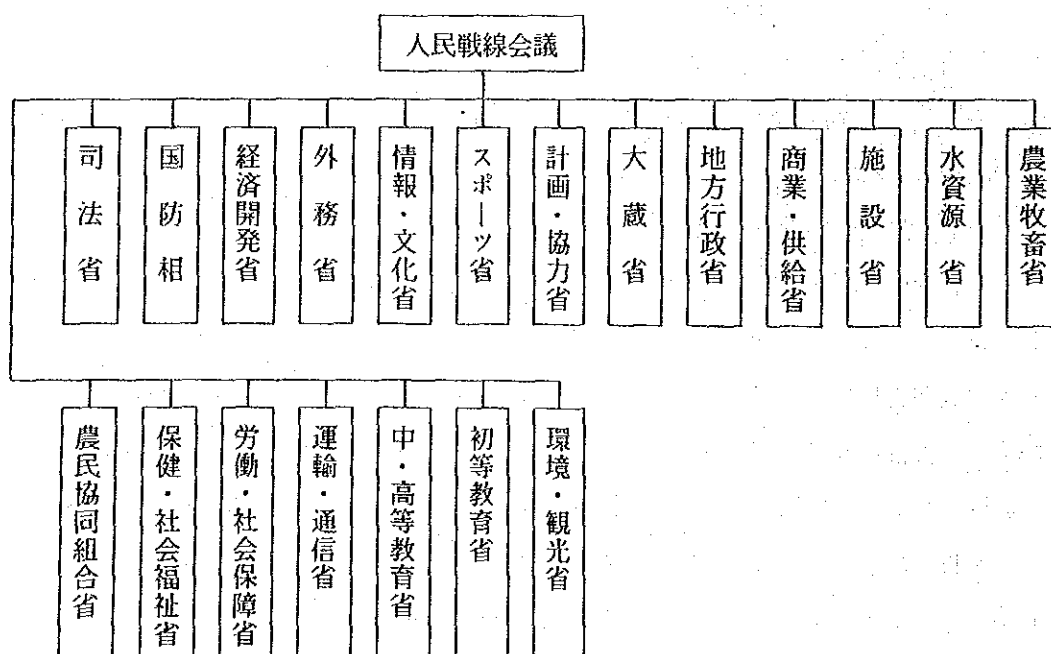 人民戦線会議
司法省
国防相
経済開発省
外務省
情報・文化省
スポーツ省
計画・協力省
大蔵省
地方行政省
商業・供給省
施設省
水資源省
農業牧畜省
農民協同組合省
保健・社会福祉省
労働・社会保障省
運輸・通信省
中・高等教育省
初等教育省
環境・観光省